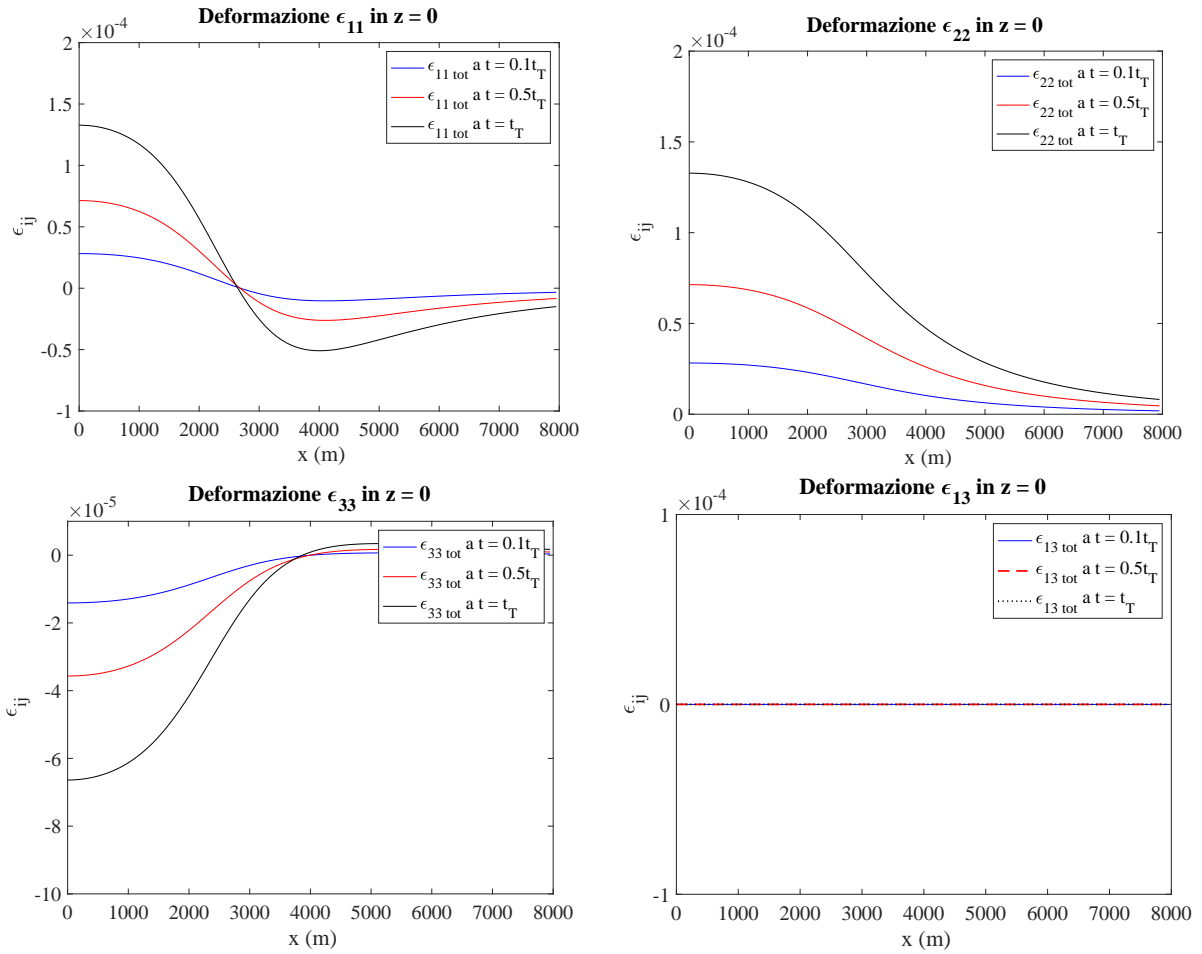 Deformazione ϵ11 in z = 0
×10-4
ϵ11 tot a t = 0.1tT
ϵ11 tot a t = 0.5tT
ϵ11 tot a t = tT
2
1.5
1
0.5
0
-0.5
-1
ϵij
0 1000 2000 3000 4000 5000 6000 7000 8000
x (m)
Deformazione ϵ22 in z = 0
×10-4
ϵ22 tot a t = 0.1tT
ϵ22 tot a t = 0.5tT
ϵ22 tot a t = tT
2
1.5
1
0.5
0
ϵij
0 1000 2000 3000 4000 5000 6000 7000 8000
x (m)
Deformazione ϵ33 in z = 0
×10-5
ϵ33 tot a t = 0.1tT
ϵ33 tot a t = 0.5tT
ϵ33 tot a t = tT
0
-2
-4
-6
-8
-10
ϵij
0 1000 2000 3000 4000 5000 6000 7000 8000
x (m)
Deformazione ϵ13 in z = 0
×10-4
ϵ13 tot a t = 0.1tT
ϵ13 tot a t = 0.5tT
ϵ13 tot a t = tT
1
0
-1
ϵij
0 1000 2000 3000 4000 5000 6000 7000 8000
x (m)